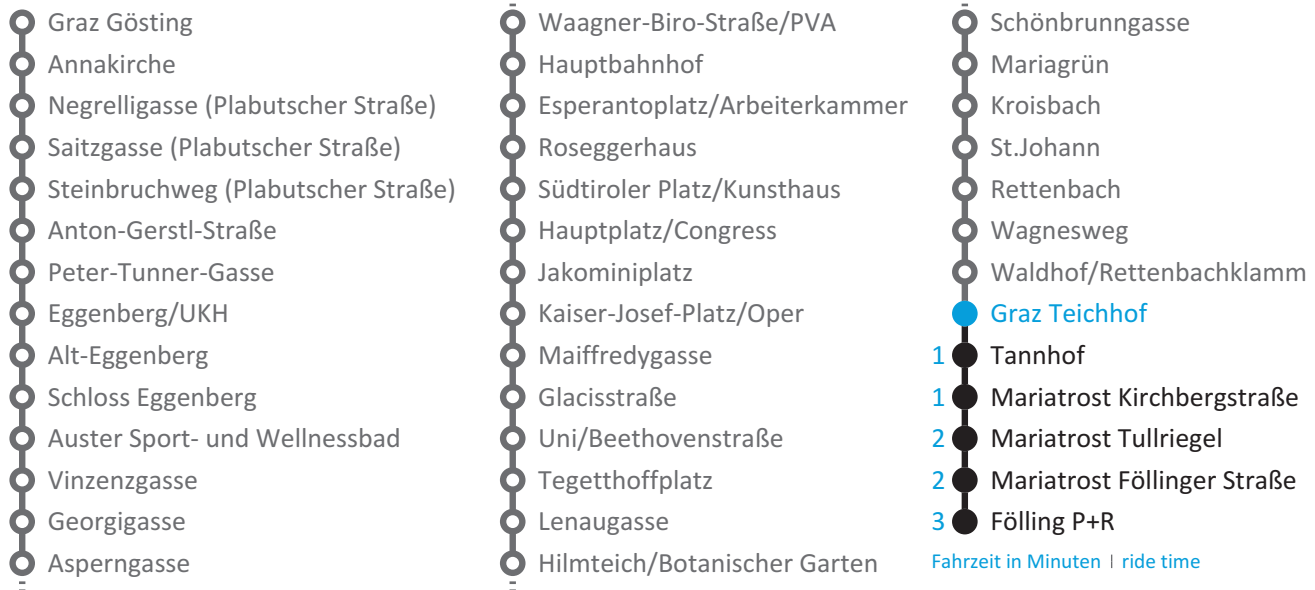 Graz Gösting
Annakirche
Negrelligasse (Plabutscher Straße)
Saitzgasse (Plabutscher Straße)
Steinbruchweg (Plabutscher Straße)
Anton-Gerstl-Straße
Peter-Tunner-Gasse
Eggenberg/UKH
Alt-Eggenberg
Schloss Eggenberg
Auster Sport- und Wellnessbad
Vinzenzgasse
Georgigasse
Asperngasse
Waagner-Biro-Straße/PVA
Hauptbahnhof
Esperantoplatz/Arbeiterkammer
Roseggerhaus
Südtiroler Platz/Kunsthaus
Hauptplatz/Congress
Jakominiplatz
Kaiser-Josef-Platz/Oper
Maiffredygasse
Glacisstraße
Uni/Beethovenstraße
Tegetthoffplatz
Lenaugasse
Hilmteich/Botanischer Garten
Schönbrunngasse
Mariagrün
Kroisbach
St.Johann
Rettenbach
Wagnesweg
Waldhof/Rettenbachklamm
Graz Teichhof
1 Tannhof
1 Mariatrost Kirchbergstraße
2 Mariatrost Tullriegel
2 Mariatrost Föllinger Straße
3 Fölling P+R
Fahrzeit in Minuten | ride time